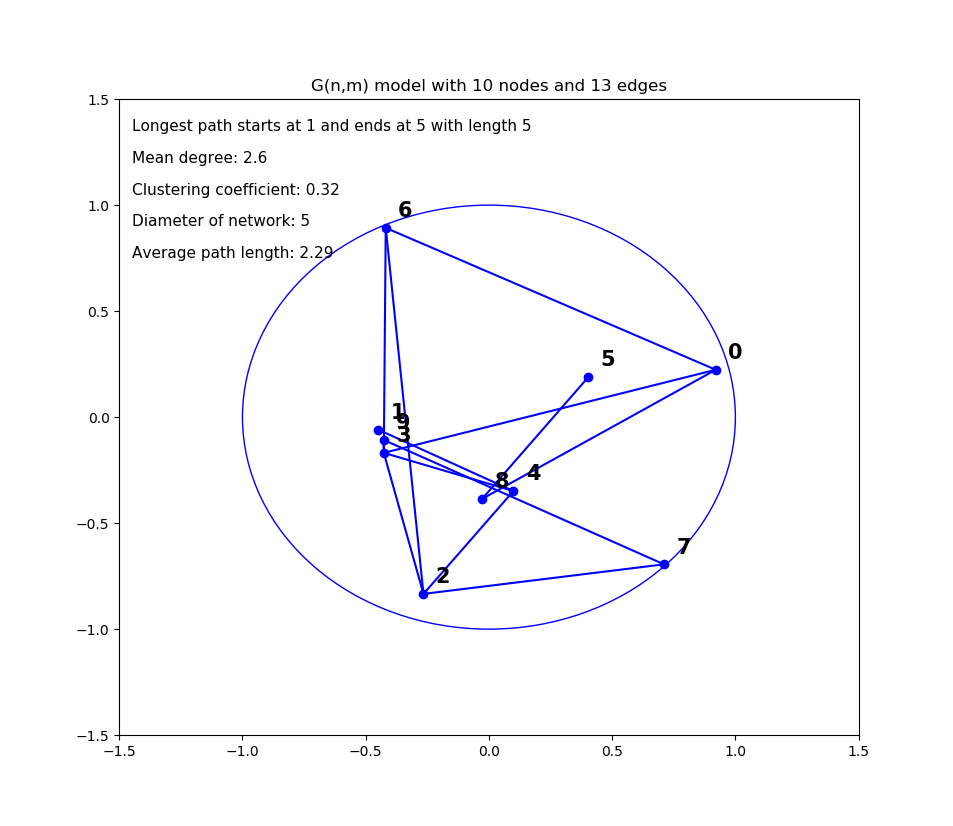 G(n,m) model with 10 nodes and 13 edges
1.5
Longest path starts at 1 and ends at 5 with length 5
Mean degree: 2.6
Clustering coefficient: 0.32
1.0
6
Diameter of network: 5
Average path length: 2.29
0.5
0
5
0.0
1
9
3
4
8
−0.5
7
2
−1.0
−1.5
−1.5 −1.0 −0.5 0.0 0.5 1.0 1.5